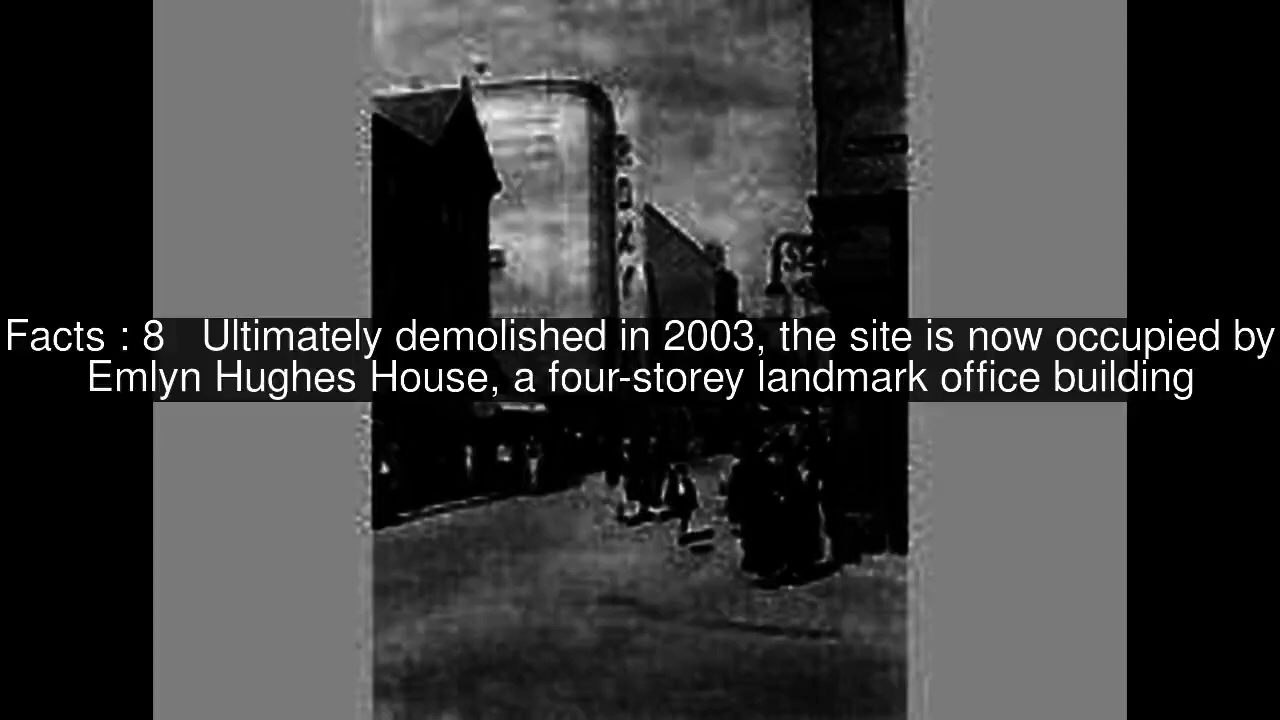 ROXY
Facts : 8 Ultimately demolished in 2003, the site is now occupied by
Emlyn Hughes House, a four-storey landmark office building